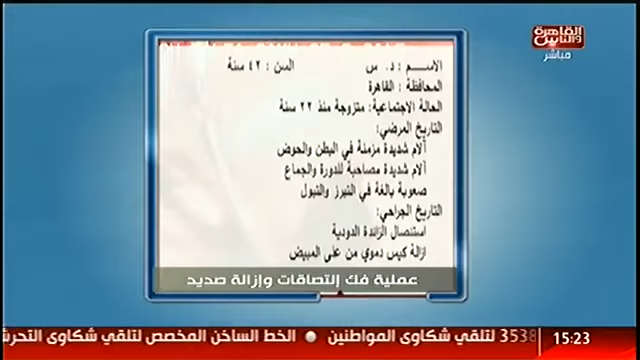 القاهرة
والناس
مباشر
الاســـم : د. س السن : ٤٢ سنة
المحافظة : القاهرة
الحالة الاجتماعية: متزوجة منذ ٢٢ سنة
التاريخ المرضي:
آلام شديدة مزمنة في البطن والحوض
آلام شديدة مصاحبة للدورة والجماع
صعوبة بالغة في التبرز والتبول
التاريخ الجراحي:
استئصال الزائدة الدودية
ازالة كيس دموي من على المبيض
عملية فك إلتصاقات وإزالة صديد
3538 لتلقي شكاوى المواطنين • الخط الساخن المخصص لتلقي شكاوى
15:23